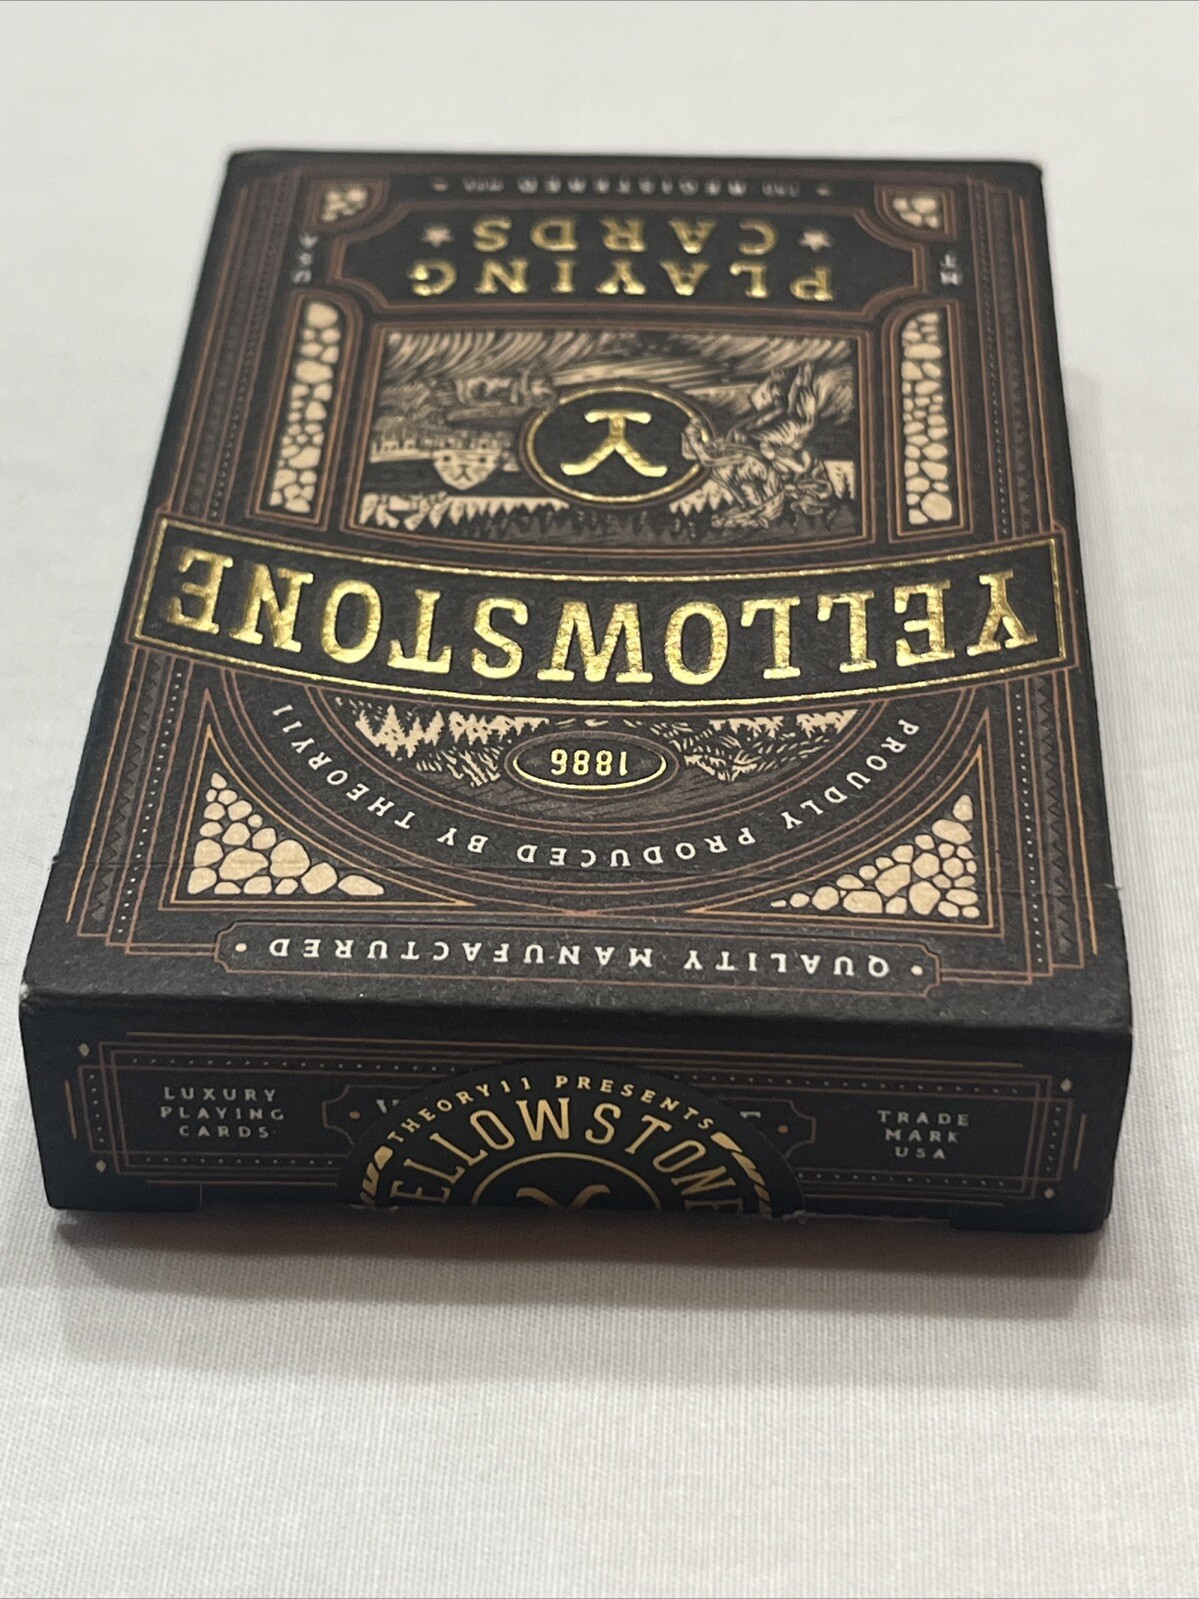 QUALITY MANUFACTURED
PROUDLY PRODUCED BY THEORY11
1886
YELLOWSTONE
PLAYING
CARDS
REGISTERED
LUXURY
PLAYING
CARDS
THEORY11 PRESENTS
YELLOWSTONE
TRADE
MARK
USA